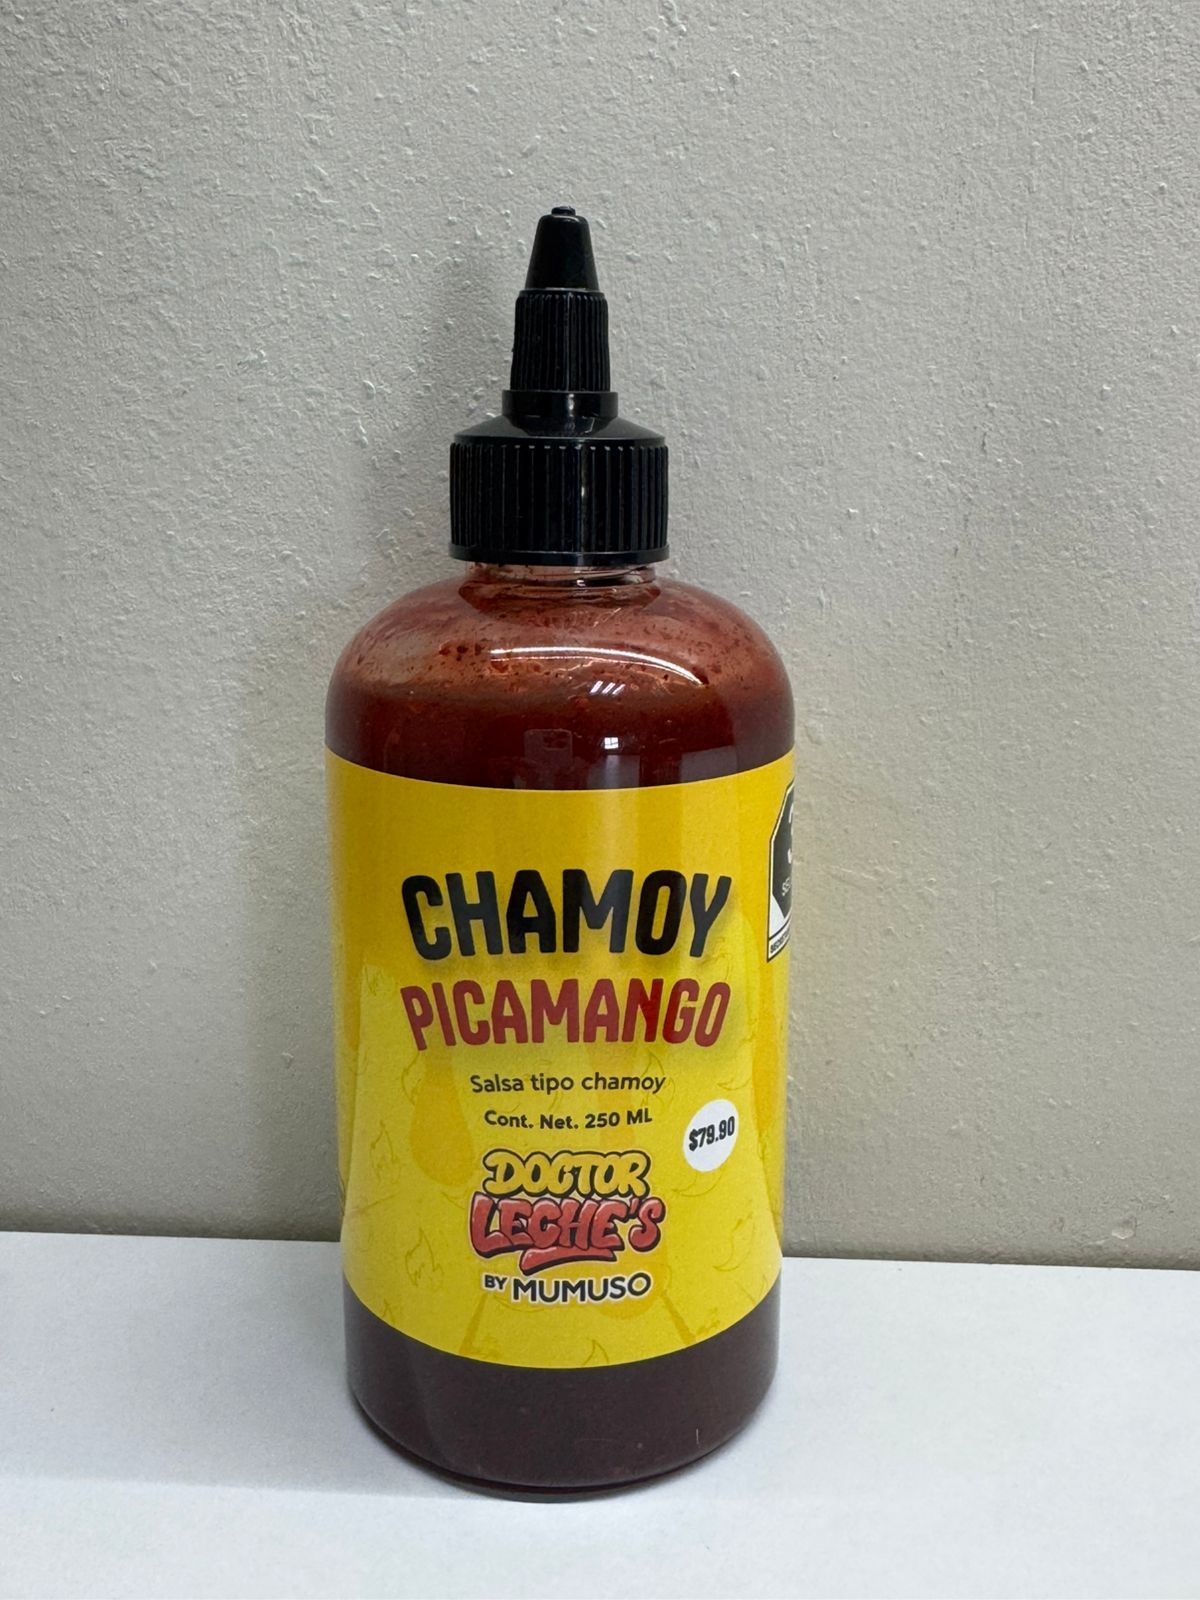 CHAMOY
PICAMANGO
Salsa tipo chamoy
Cont. Net. 250 ML
$79.90
DOCTOR
LECHE'S
BY MUMUSO